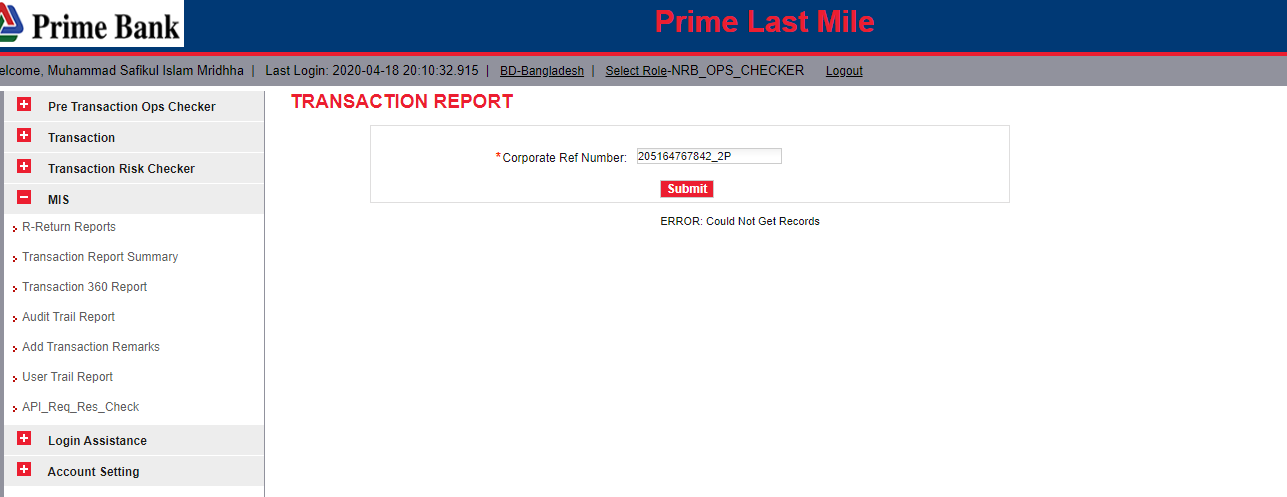 Prime Bank
Prime Last Mile
elcome, Muhammad Safikul Islam Mridhha | Last Login: 2020-04-18 20:10:32.915 | BD-Bangladesh | Select Role-NRB_OPS_CHECKER Logout
Pre Transaction Ops Checker
Transaction
Transaction Risk Checker
MIS
R-Return Reports
Transaction Report Summary
Transaction 360 Report
Audit Trail Report
Add Transaction Remarks
User Trail Report
API_Req_Res_Check
Login Assistance
Account Setting
TRANSACTION REPORT
*Corporate Ref Number: 205164767842_2P
Submit
ERROR: Could Not Get Records